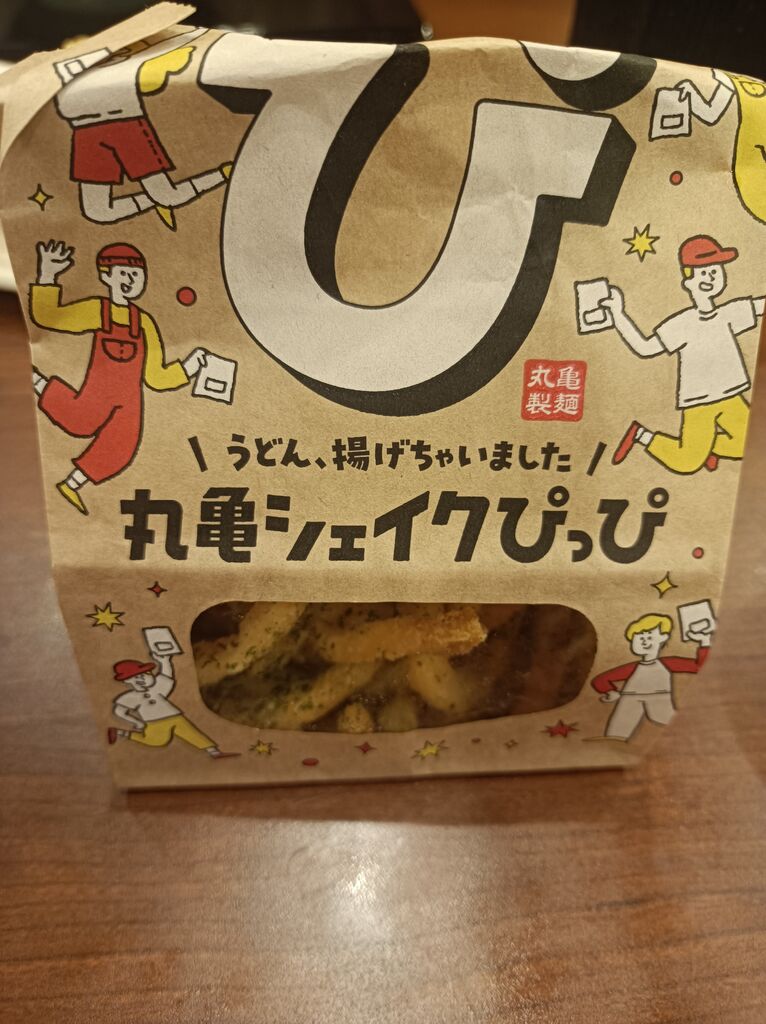 ぴ
丸亀
製麺
\ うどん、揚げちゃいました /
丸亀シェイクぴっぴ